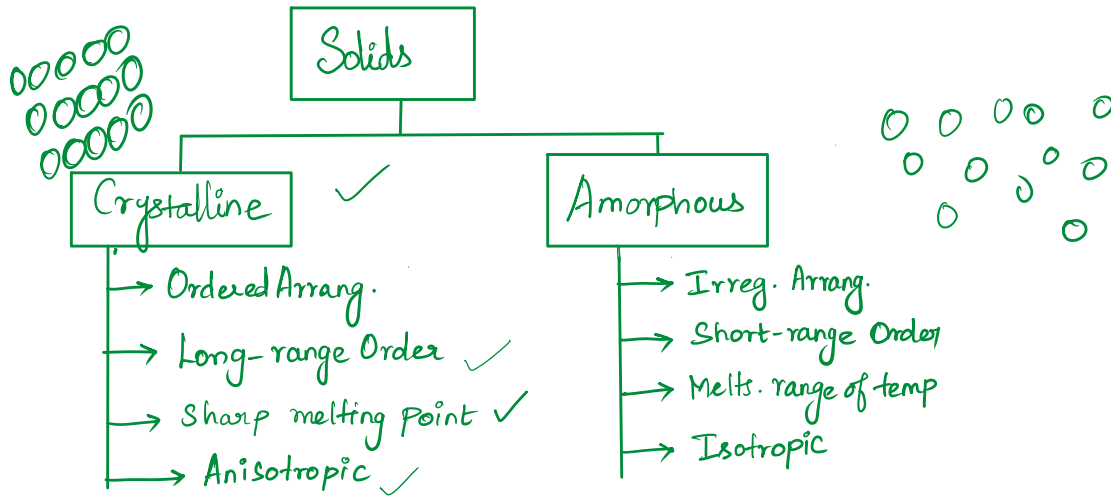 Solids
Crystalline
Ordered Arrang.
Long-range Order
Sharp melting point
Anisotropic
Amorphous
Irreg. Arrang.
Short-range Order
Melts. range of temp
Isotropic